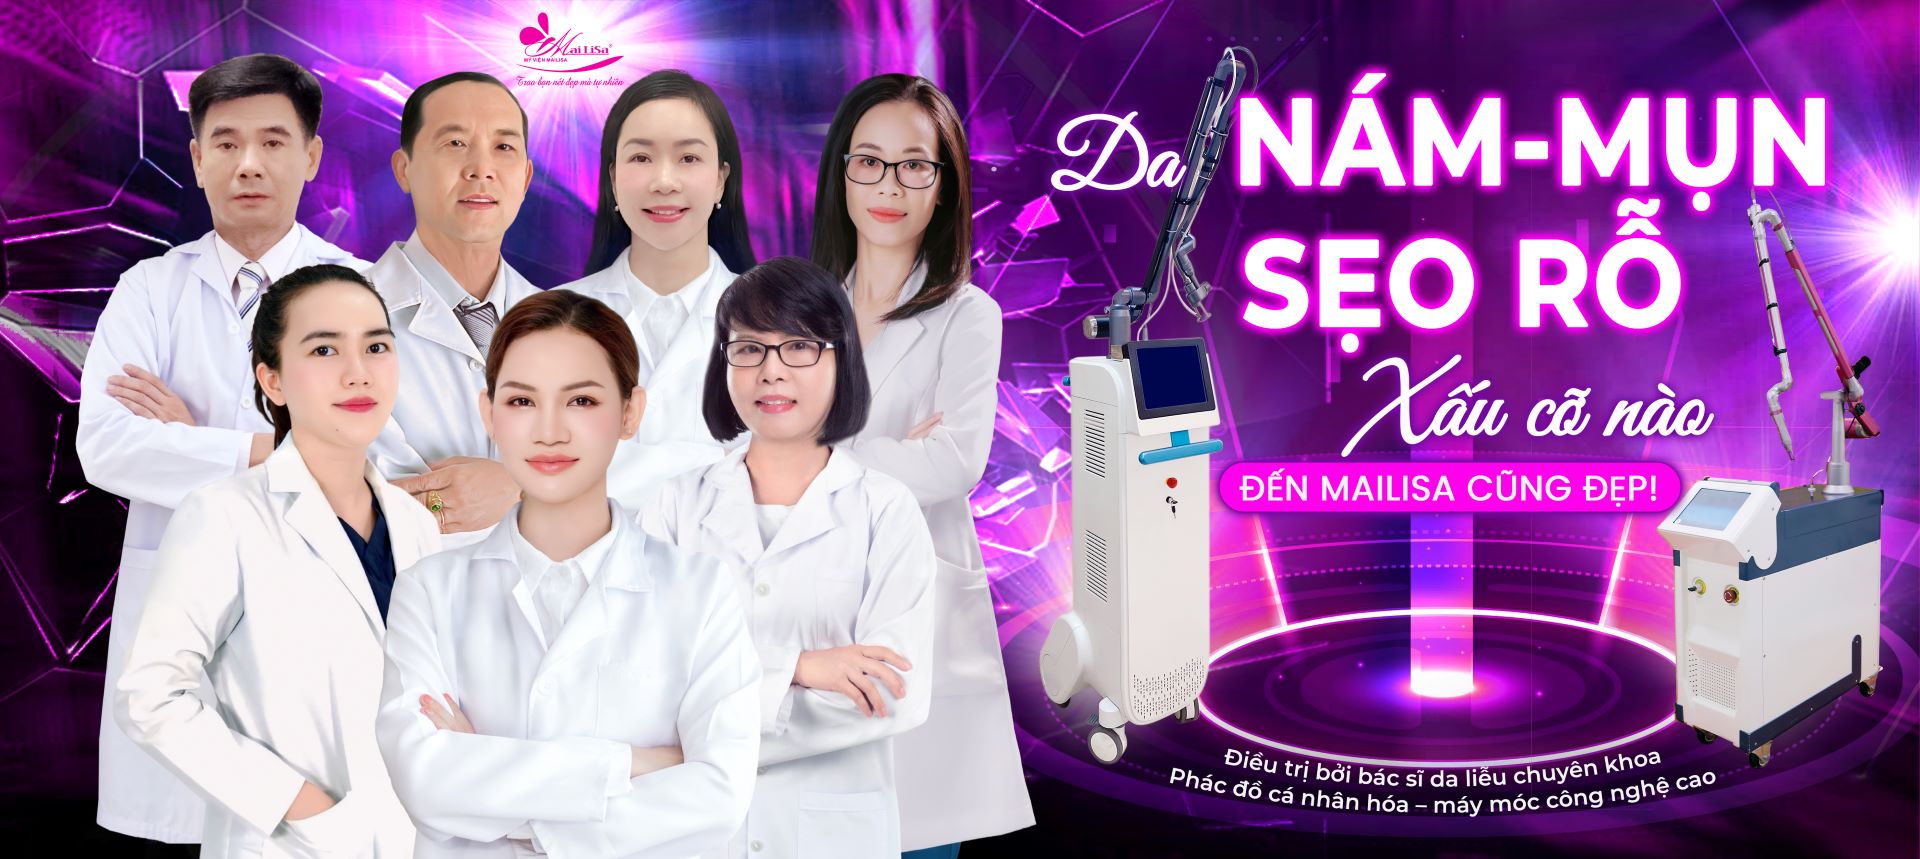 MaiLiSa®
MỸ VIỆN MAILISA
Trao bạn nét đẹp mà tự nhiên
Da NÁM-MỤN
SẸO RỖ
Xấu cỡ nào
ĐẾN MAILISA CŨNG ĐẸP!
Điều trị bởi bác sĩ da liễu chuyên khoa
Phác đồ cá nhân hóa – máy móc công nghệ cao